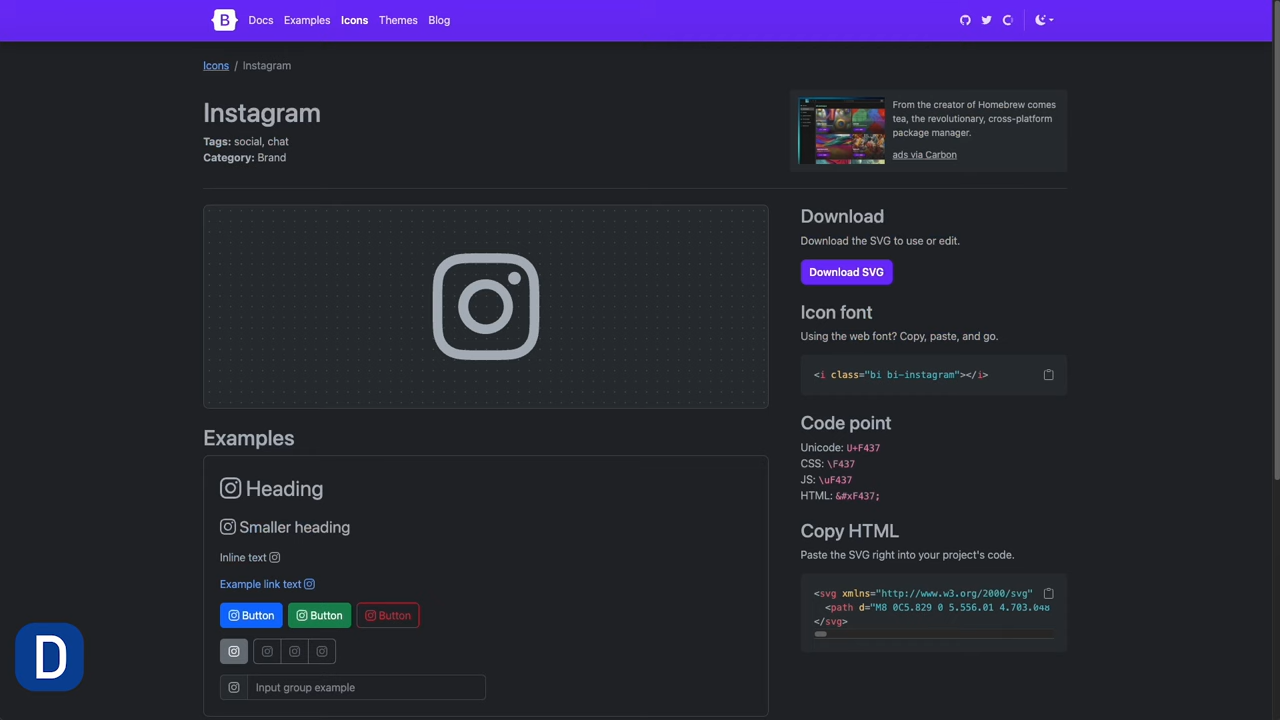 B Docs Examples Icons Themes Blog
Icons / Instagram
Instagram
Tags: social, chat
Category: Brand
From the creator of Homebrew comes
tea, the revolutionary, cross-platform
package manager.
ads via Carbon
Download
Download the SVG to use or edit.
Download SVG
Icon font
Using the web font? Copy, paste, and go.
<i class="bi bi-instagram"></i>
Code point
Unicode: U+F437
CSS: \F437
JS: \uF437
HTML: &#xF437;
Copy HTML
Paste the SVG right into your project's code.
<svg xmlns="http://www.w3.org/2000/svg"
<path d="M8 0C5.829 0 5.556.01 4.703.048
</svg>
Examples
Heading
Smaller heading
Inline text
Example link text
Button Button Button
Input group example
D